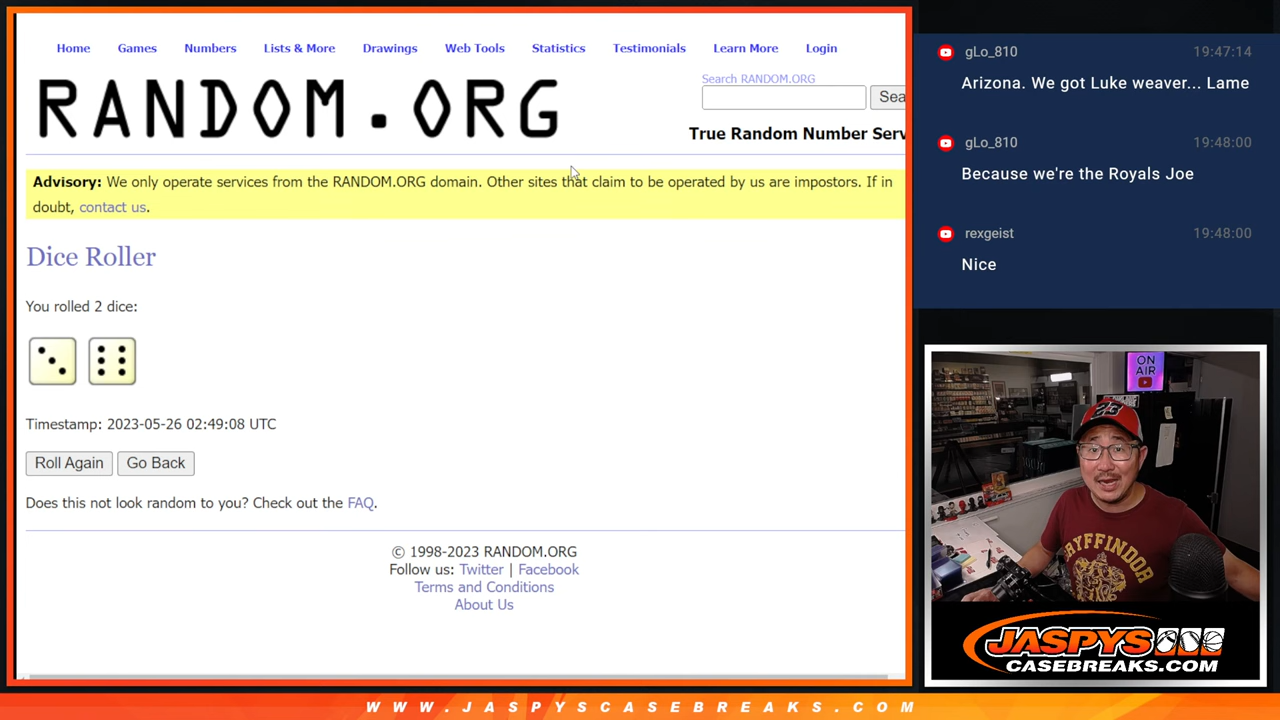 Home Games Numbers Lists & More Drawings Web Tools Statistics Testimonials Learn More Login
RANDOM.ORG
Search RANDOM.ORG
Sea
True Random Number Serv
Advisory: We only operate services from the RANDOM.ORG domain. Other sites that claim to be operated by us are impostors. If in
doubt, contact us.
Dice Roller
You rolled 2 dice:
Timestamp: 2023-05-26 02:49:08 UTC
Roll Again Go Back
Does this not look random to you? Check out the FAQ.
© 1998-2023 RANDOM.ORG
Follow us: Twitter | Facebook
Terms and Conditions
About Us
gLo_810 19:47:14
Arizona. We got Luke weaver... Lame
gLo_810 19:48:00
Because we're the Royals Joe
rexgeist 19:48:00
Nice
ON
AIR
23
GRYFFINDOR
JASPYS
CASEBREAKS.COM
WWW.JASPYSCASEBREAKS.COM